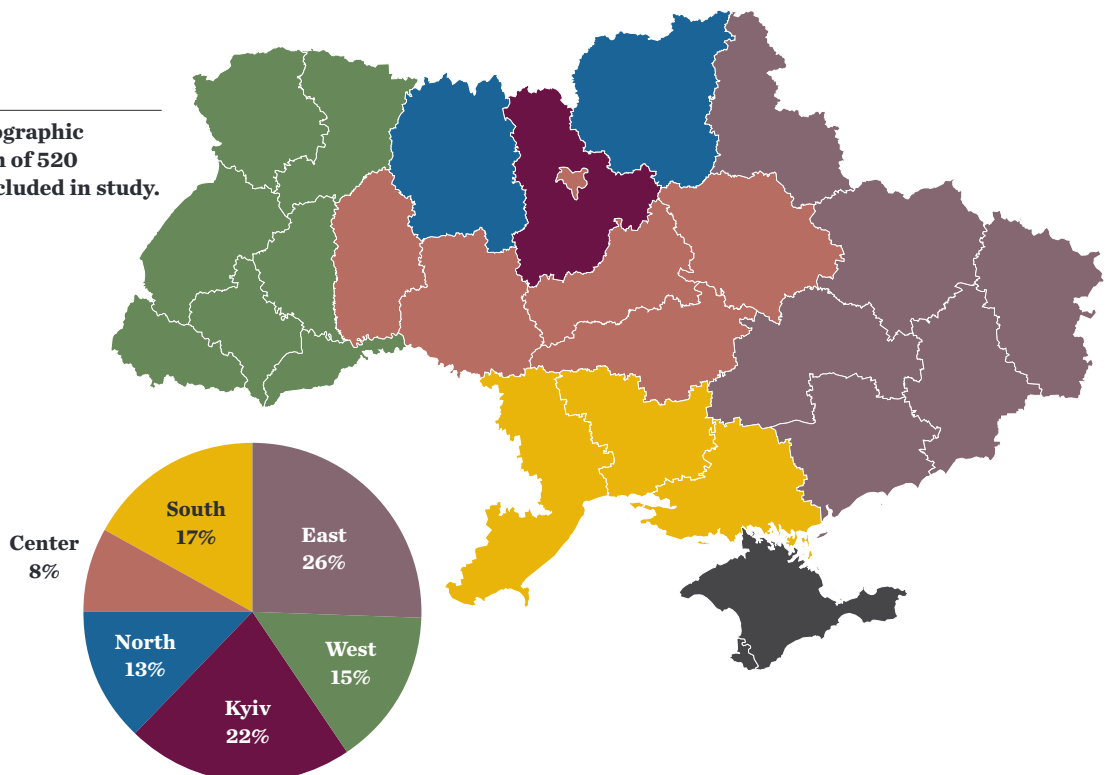 ographic
n of 520
cluded in study.
South
17%
East
26%
Center
8%
North
13%
West
15%
Kyiv
22%